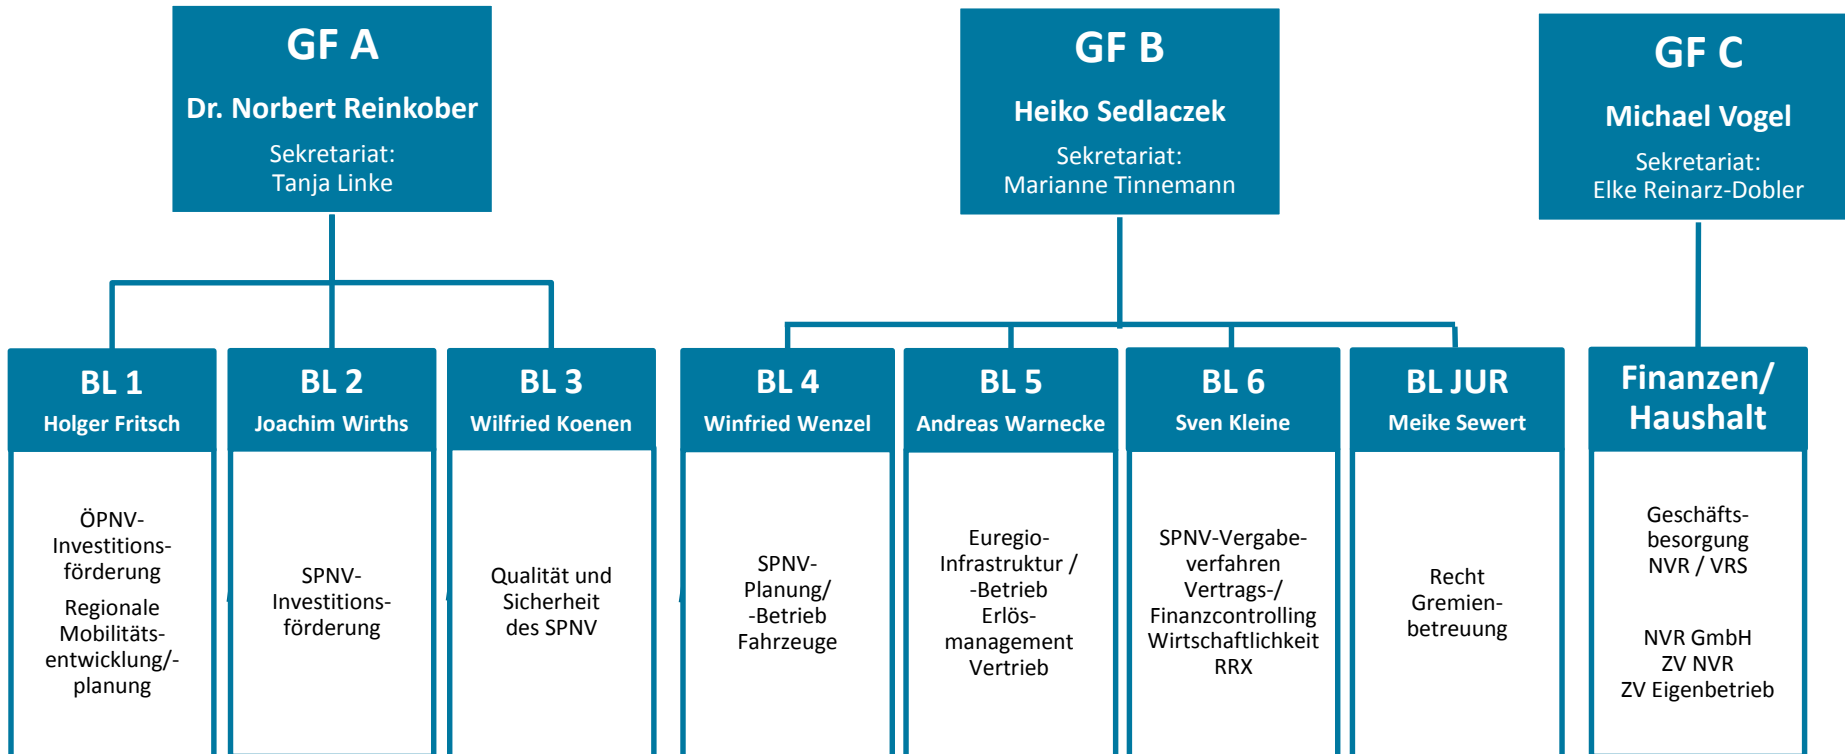 GF A
Dr. Norbert Reinkober
Sekretariat:
Tanja Linke
GF B
Heiko Sedlaczek
Sekretariat:
Marianne Tinnemann
GF C
Michael Vogel
Sekretariat:
Elke Reinarz-Dobler
BL 1
Holger Fritsch
ÖPNV-
Investitions-
förderung
Regionale
Mobilitäts-
entwicklung/-
planung
BL 2
Joachim Wirths
SPNV-
Investitions-
förderung
BL 3
Wilfried Koenen
Qualität und
Sicherheit
des SPNV
BL 4
Winfried Wenzel
SPNV-
Planung/
-Betrieb
Fahrzeuge
BL 5
Andreas Warnecke
Euregio-
Infrastruktur /
-Betrieb
Erlös-
management
Vertrieb
BL 6
Sven Kleine
SPNV-Vergabe-
verfahren
Vertrags-/
Finanzcontrolling
Wirtschaftlichkeit
RRX
BL JUR
Meike Sewert
Recht
Gremien-
betreuung
Finanzen/
Haushalt
Geschäfts-
besorgung
NVR / VRS
NVR GmbH
ZV NVR
ZV Eigenbetrieb